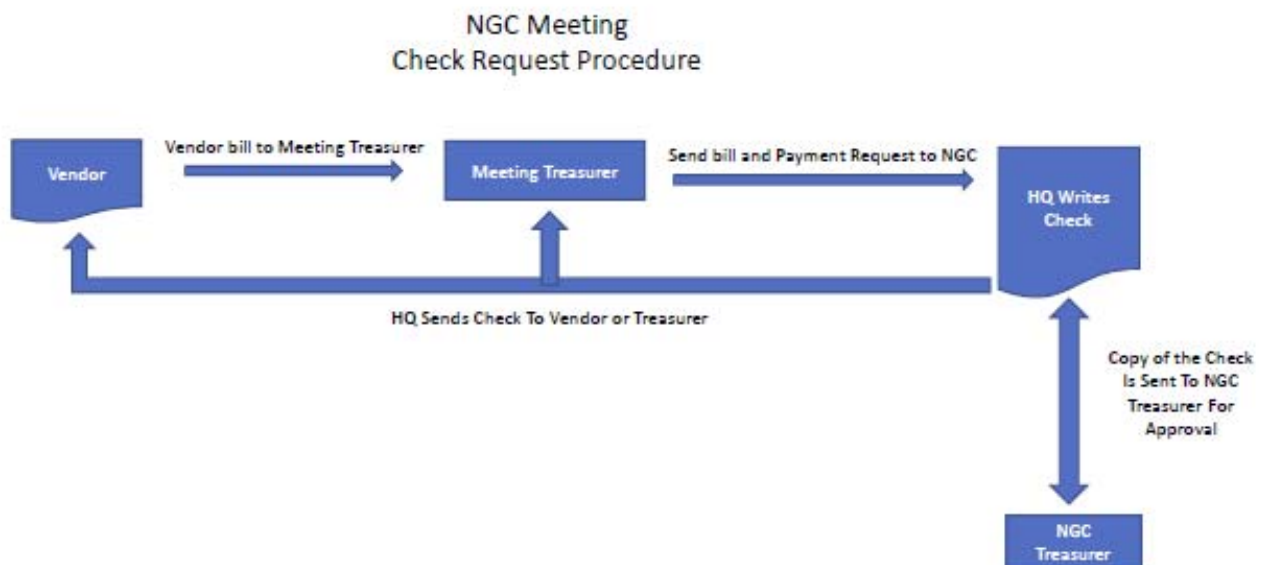 NGC Meeting
Check Request Procedure
Vendor bill to Meeting Treasurer
Send bill and Payment Request to NGC
Vendor
Meeting Treasurer
HQ Writes
Check
HQ Sends Check To Vendor or Treasurer
Copy of the Check
Is Sent To NGC
Treasurer For
Approval
NGC
Treasurer